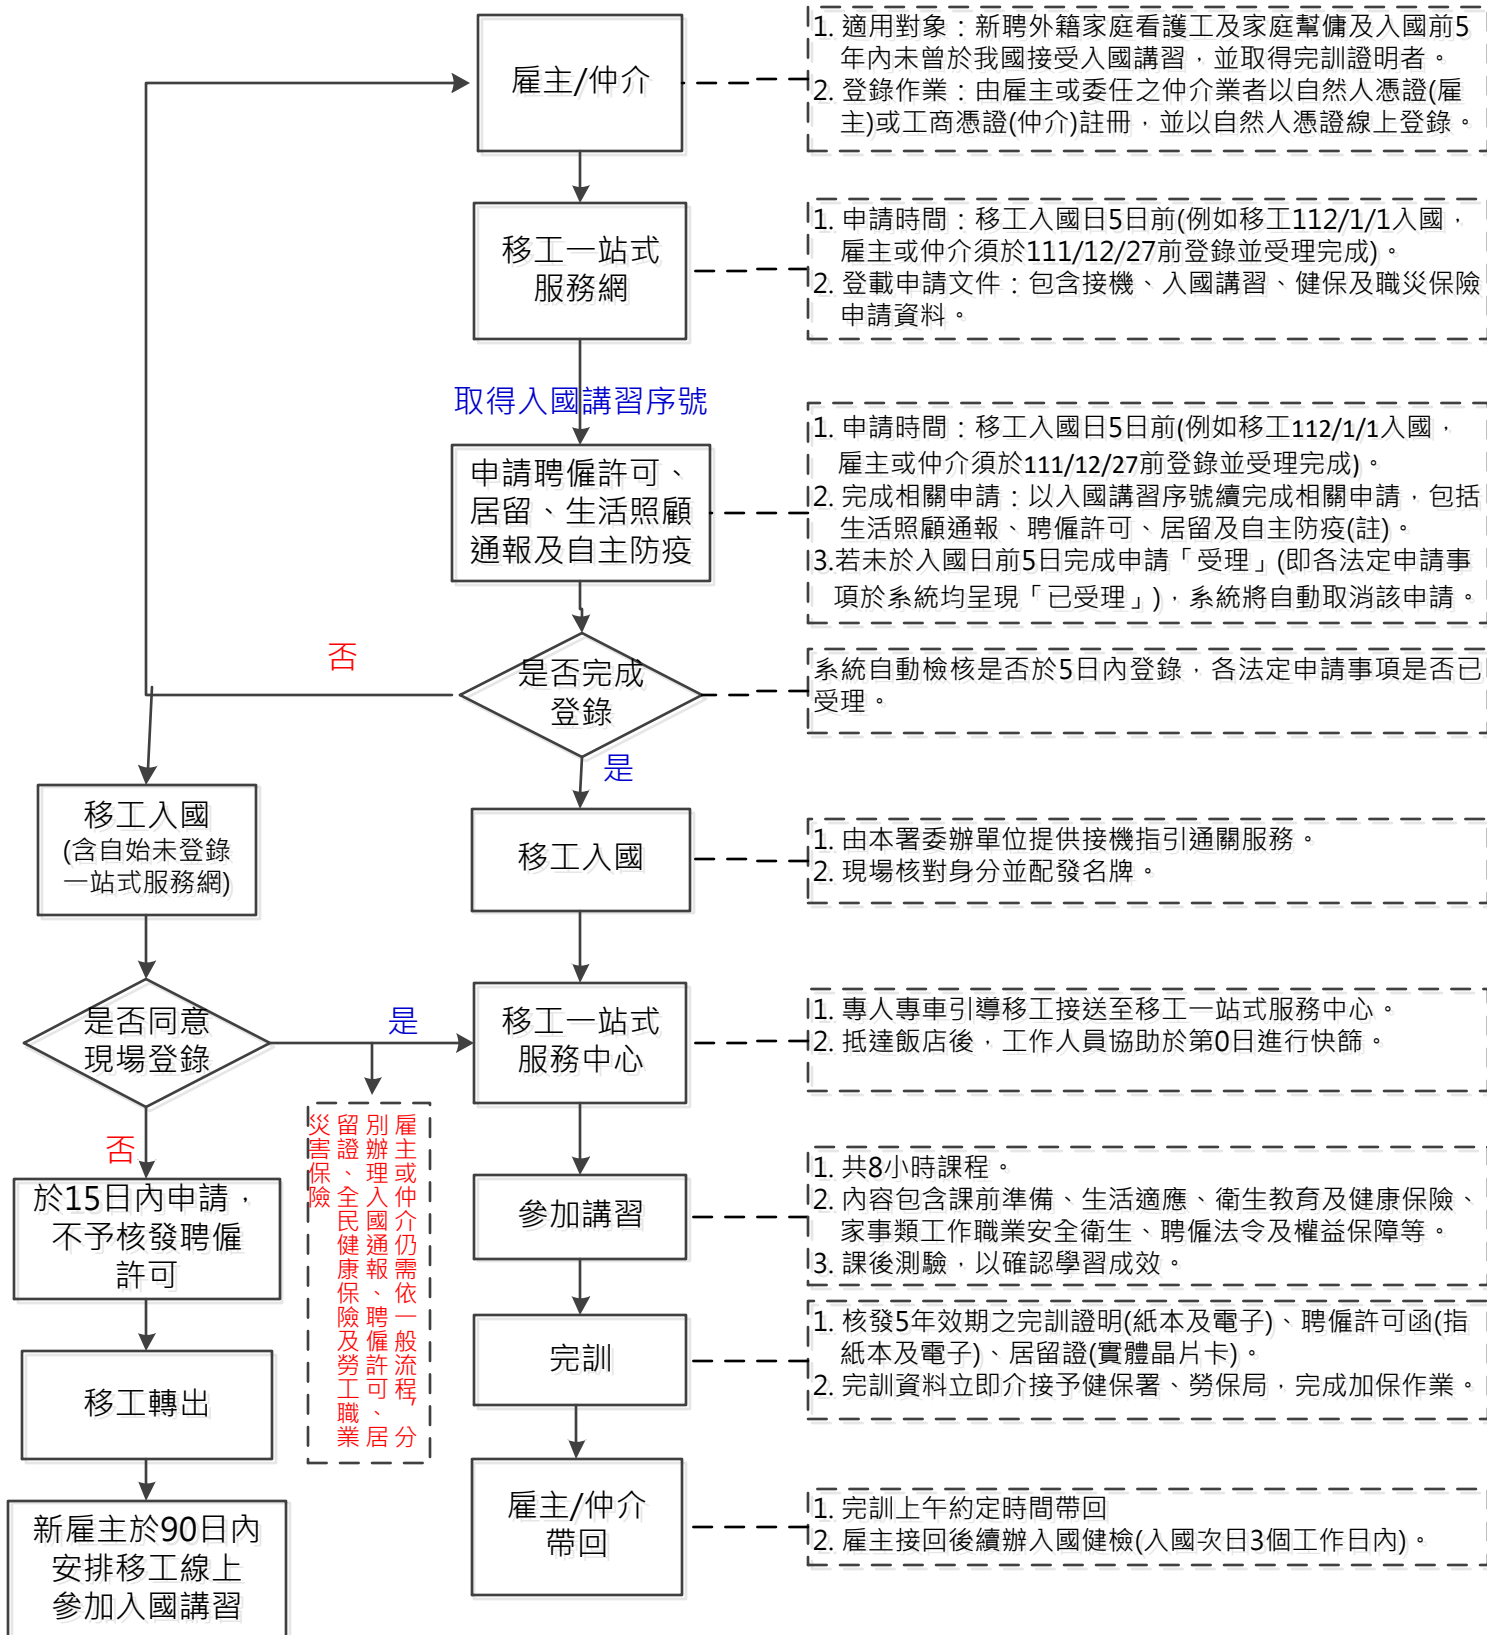 雇主/仲介
1. 適用對象：新聘外籍家庭看護工及家庭幫傭及入國前5
年內未曾於我國接受入國講習，並取得完訓證明者。
2. 登錄作業：由雇主或委任之仲介業者以自然人憑證(雇
主)或工商憑證(仲介)註冊，並以自然人憑證線上登錄。
移工一站式
服務網
1. 申請時間：移工入國日5日前(例如移工112/1/1入國，
雇主或仲介須於111/12/27前登錄並受理完成)。
2. 登載申請文件：包含接機、入國講習、健保及職災保險
申請資料。
取得入國講習序號
申請聘僱許可、
居留、生活照顧
通報及自主防疫
1. 申請時間：移工入國日5日前(例如移工112/1/1入國，
雇主或仲介須於111/12/27前登錄並受理完成)。
2. 完成相關申請：以入國講習序號續完成相關申請，包括
生活照顧通報、聘僱許可、居留及自主防疫(註)。
3.若未於入國日前5日完成申請「受理」(即各法定申請事
項於系統均呈現「已受理」)，系統將自動取消該申請。
否
是否完成
登錄
系統自動檢核是否於5日內登錄，各法定申請事項是否已
受理。
是
移工入國
(含自始未登錄
一站式服務網)
移工入國
1. 由本署委辦單位提供接機指引通關服務。
2. 現場核對身分並配發名牌。
是否同意
現場登錄
是
移工一站式
服務中心
1. 專人專車引導移工接送至移工一站式服務中心。
2. 抵達飯店後，工作人員協助於第0日進行快篩。
雇主或仲介仍需依一般流程，分
別辦理入國通報、聘僱許可、居
留證、全民健康保險及勞工職業
災害保險
否
於15日內申請，
不予核發聘僱
許可
參加講習
1. 共8小時課程。
2. 內容包含課前準備、生活適應、衛生教育及健康保險、
家事類工作職業安全衛生、聘僱法令及權益保障等。
3. 課後測驗，以確認學習成效。
移工轉出
完訓
1. 核發5年效期之完訓證明(紙本及電子)、聘僱許可函(指
紙本及電子)、居留證(實體晶片卡)。
2. 完訓資料立即介接予健保署、勞保局，完成加保作業。
新雇主於90日內
安排移工線上
參加入國講習
雇主/仲介
帶回
1. 完訓上午約定時間帶回
2. 雇主接回後續辦入國健檢(入國次日3個工作日內)。